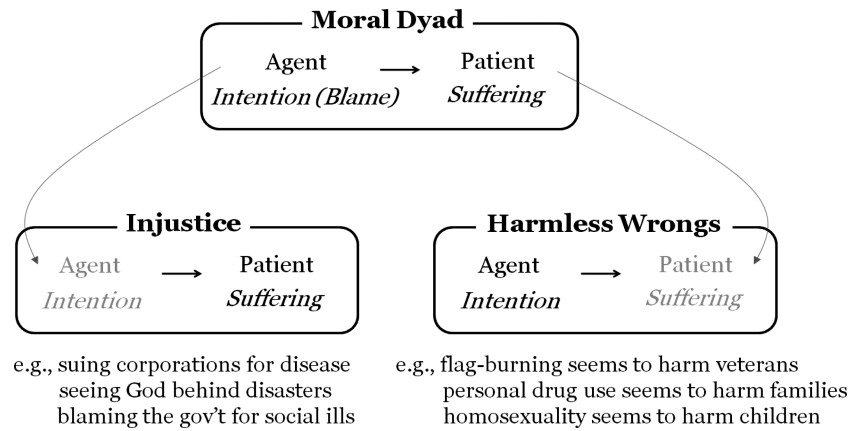 Moral Dyad
Agent Patient
Intention (Blame) Suffering
Injustice
Agent Patient
Intention Suffering
e.g., suing corporations for disease
seeing God behind disasters
blaming the gov't for social ills
Harmless Wrongs
Agent Patient
Intention Suffering
e.g., flag-burning seems to harm veterans
personal drug use seems to harm families
homosexuality seems to harm children